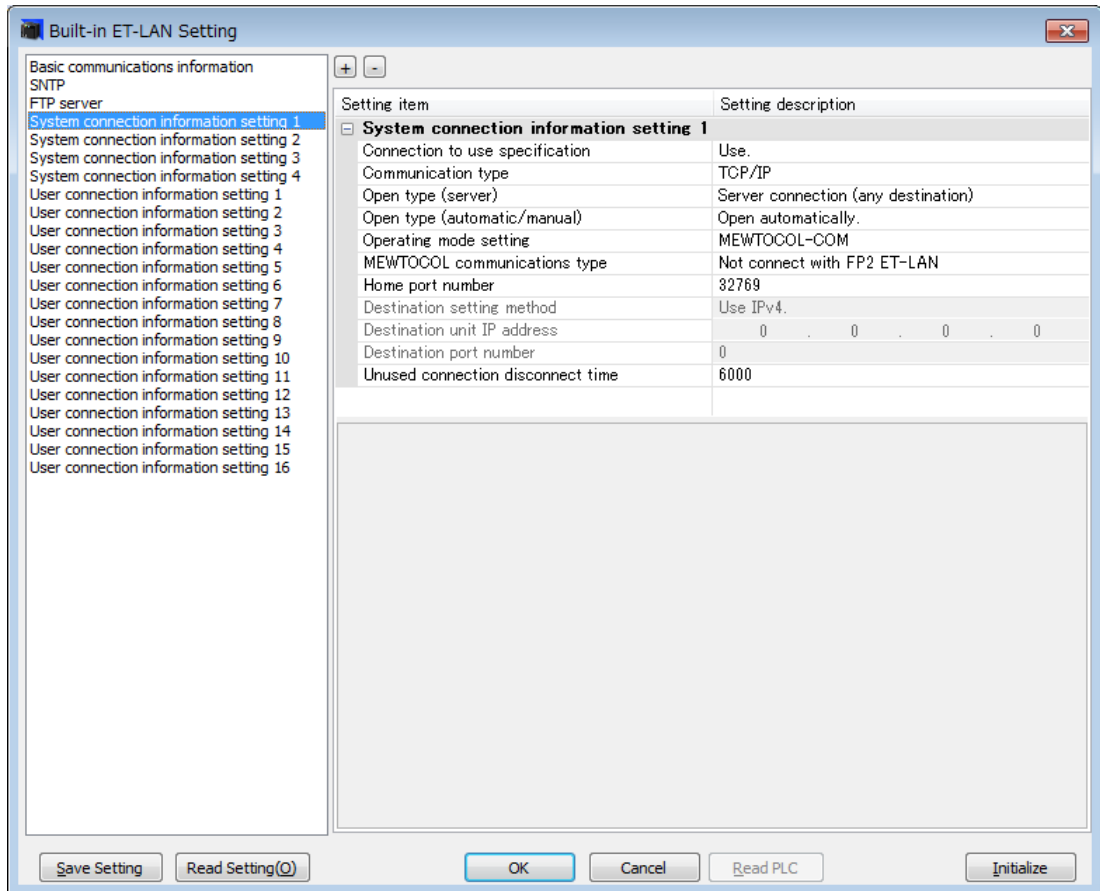 Built-in ET-LAN Setting
Basic communications information
SNTP
FTP server
System connection information setting 1
System connection information setting 2
System connection information setting 3
System connection information setting 4
User connection information setting 1
User connection information setting 2
User connection information setting 3
User connection information setting 4
User connection information setting 5
User connection information setting 6
User connection information setting 7
User connection information setting 8
User connection information setting 9
User connection information setting 10
User connection information setting 11
User connection information setting 12
User connection information setting 13
User connection information setting 14
User connection information setting 15
User connection information setting 16
+ -
Setting item Setting description
System connection information setting 1
Connection to use specification Use.
Communication type TCP/IP
Open type (server) Server connection (any destination)
Open type (automatic/manual) Open automatically.
Operating mode setting MEWTOCOL-COM
MEWTOCOL communications type Not connect with FP2 ET-LAN
Home port number 32769
Destination setting method Use IPv4.
Destination unit IP address 0 . 0 . 0 . 0
Destination port number 0
Unused connection disconnect time 6000
Save Setting Read Setting(O) OK Cancel Read PLC Initialize